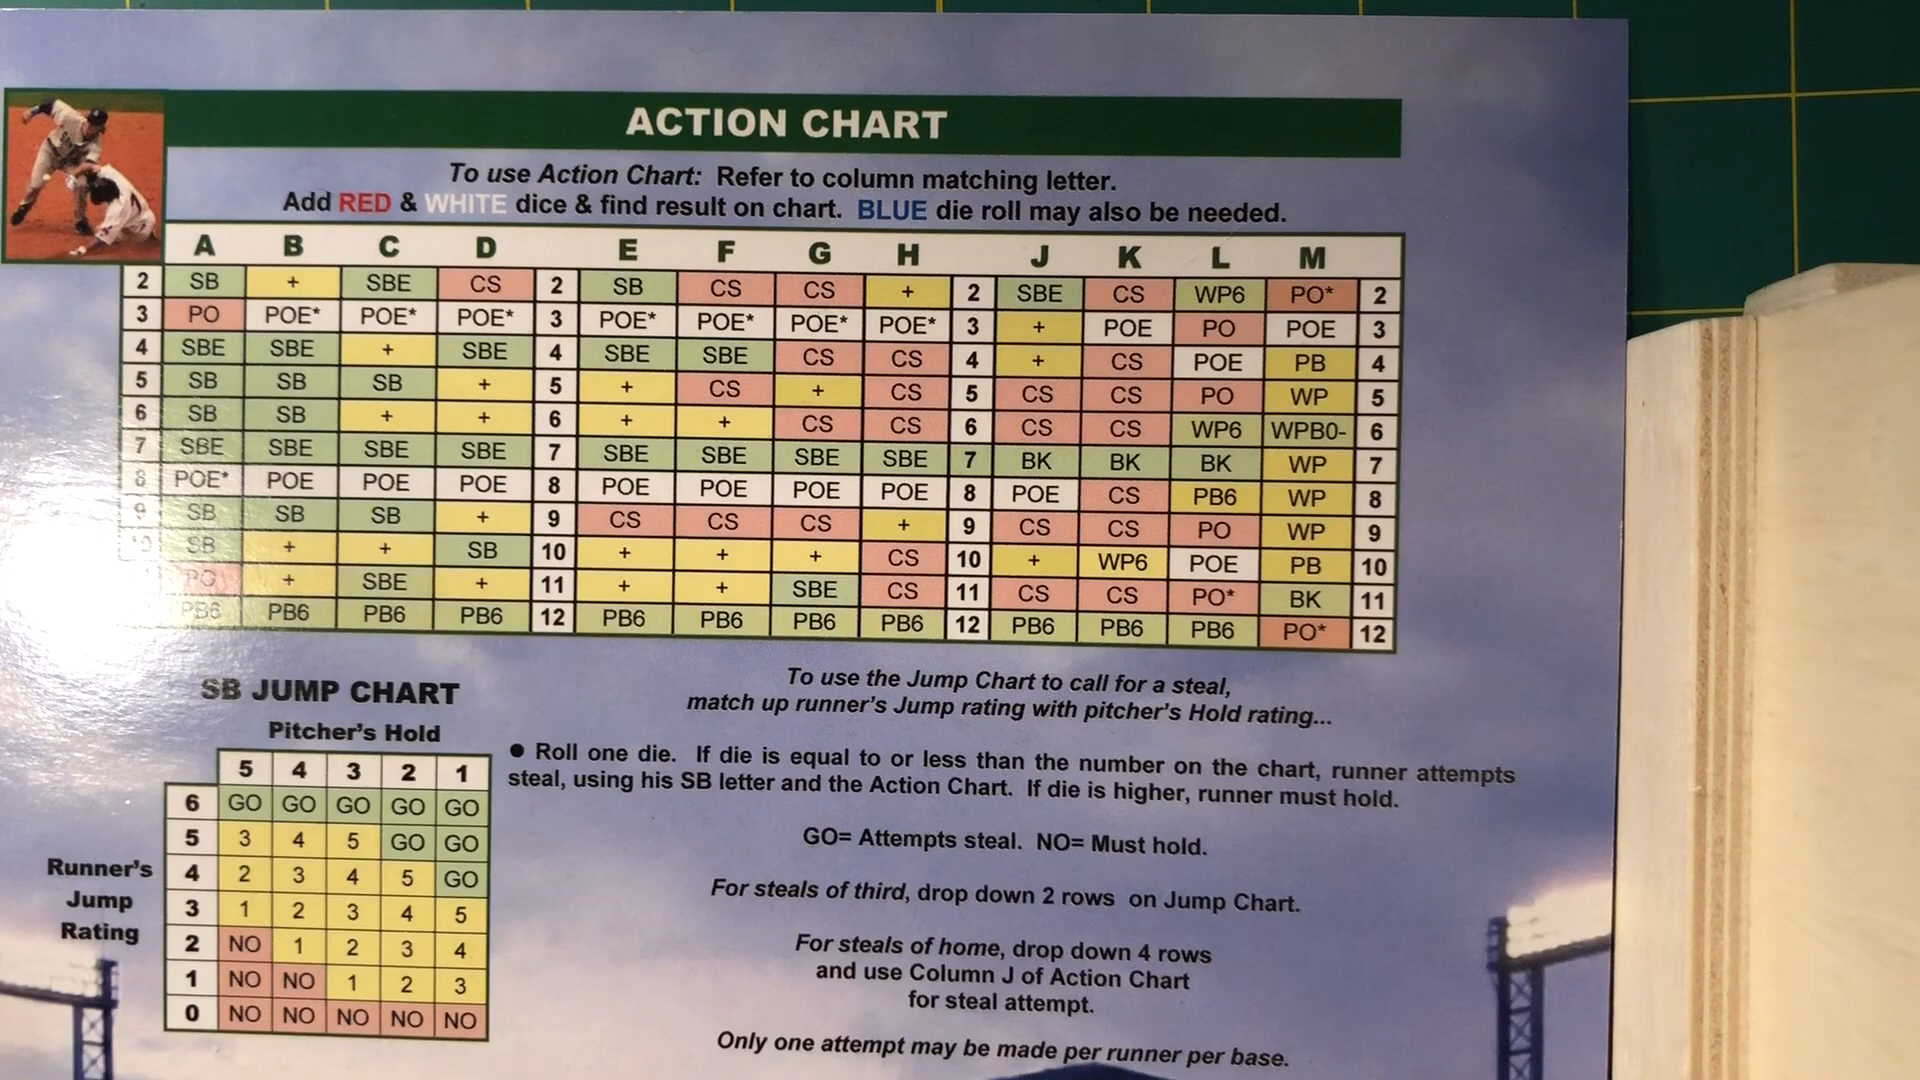 ACTION CHART
To use Action Chart: Refer to column matching letter.
Add RED & WHITE dice & find result on chart. BLUE die roll may also be needed.
A B C D E F G H J K L M
2 SB + SBE CS 2 SB CS CS + 2 SBE CS WP6 PO* 2
3 PO POE* POE* POE* 3 POE* POE* POE* POE* 3 + POE PO POE 3
4 SBE SBE + SBE 4 SBE SBE CS CS 4 + CS POE PB 4
5 SB SB SB + 5 + CS + CS 5 CS CS PO WP 5
6 SB SB + + 6 + + CS CS 6 CS CS WP6 WPB0- 6
7 SBE SBE SBE SBE 7 SBE SBE SBE SBE 7 BK BK BK WP 7
8 POE* POE POE POE 8 POE POE POE POE 8 POE CS PB6 WP 8
9 SB SB SB + 9 CS CS CS + 9 CS CS PO WP 9
10 SB + + SB 10 + + + CS 10 + WP6 POE PB 10
PO + SBE + 11 + + SBE CS 11 CS CS PO* BK 11
PB6 PB6 PB6 PB6 12 PB6 PB6 PB6 PB6 12 PB6 PB6 PB6 PO* 12
SB JUMP CHART
Pitcher's Hold
5 4 3 2 1
6 GO GO GO GO GO
5 3 4 5 GO GO
4 2 3 4 5 GO
3 1 2 3 4 5
2 NO 1 2 3 4
1 NO NO 1 2 3
0 NO NO NO NO NO
Runner's
Jump
Rating
To use the Jump Chart to call for a steal,
match up runner's Jump rating with pitcher's Hold rating...
● Roll one die. If die is equal to or less than the number on the chart, runner attempts
steal, using his SB letter and the Action Chart. If die is higher, runner must hold.
GO= Attempts steal. NO= Must hold.
For steals of third, drop down 2 rows on Jump Chart.
For steals of home, drop down 4 rows
and use Column J of Action Chart
for steal attempt.
Only one attempt may be made per runner per base.